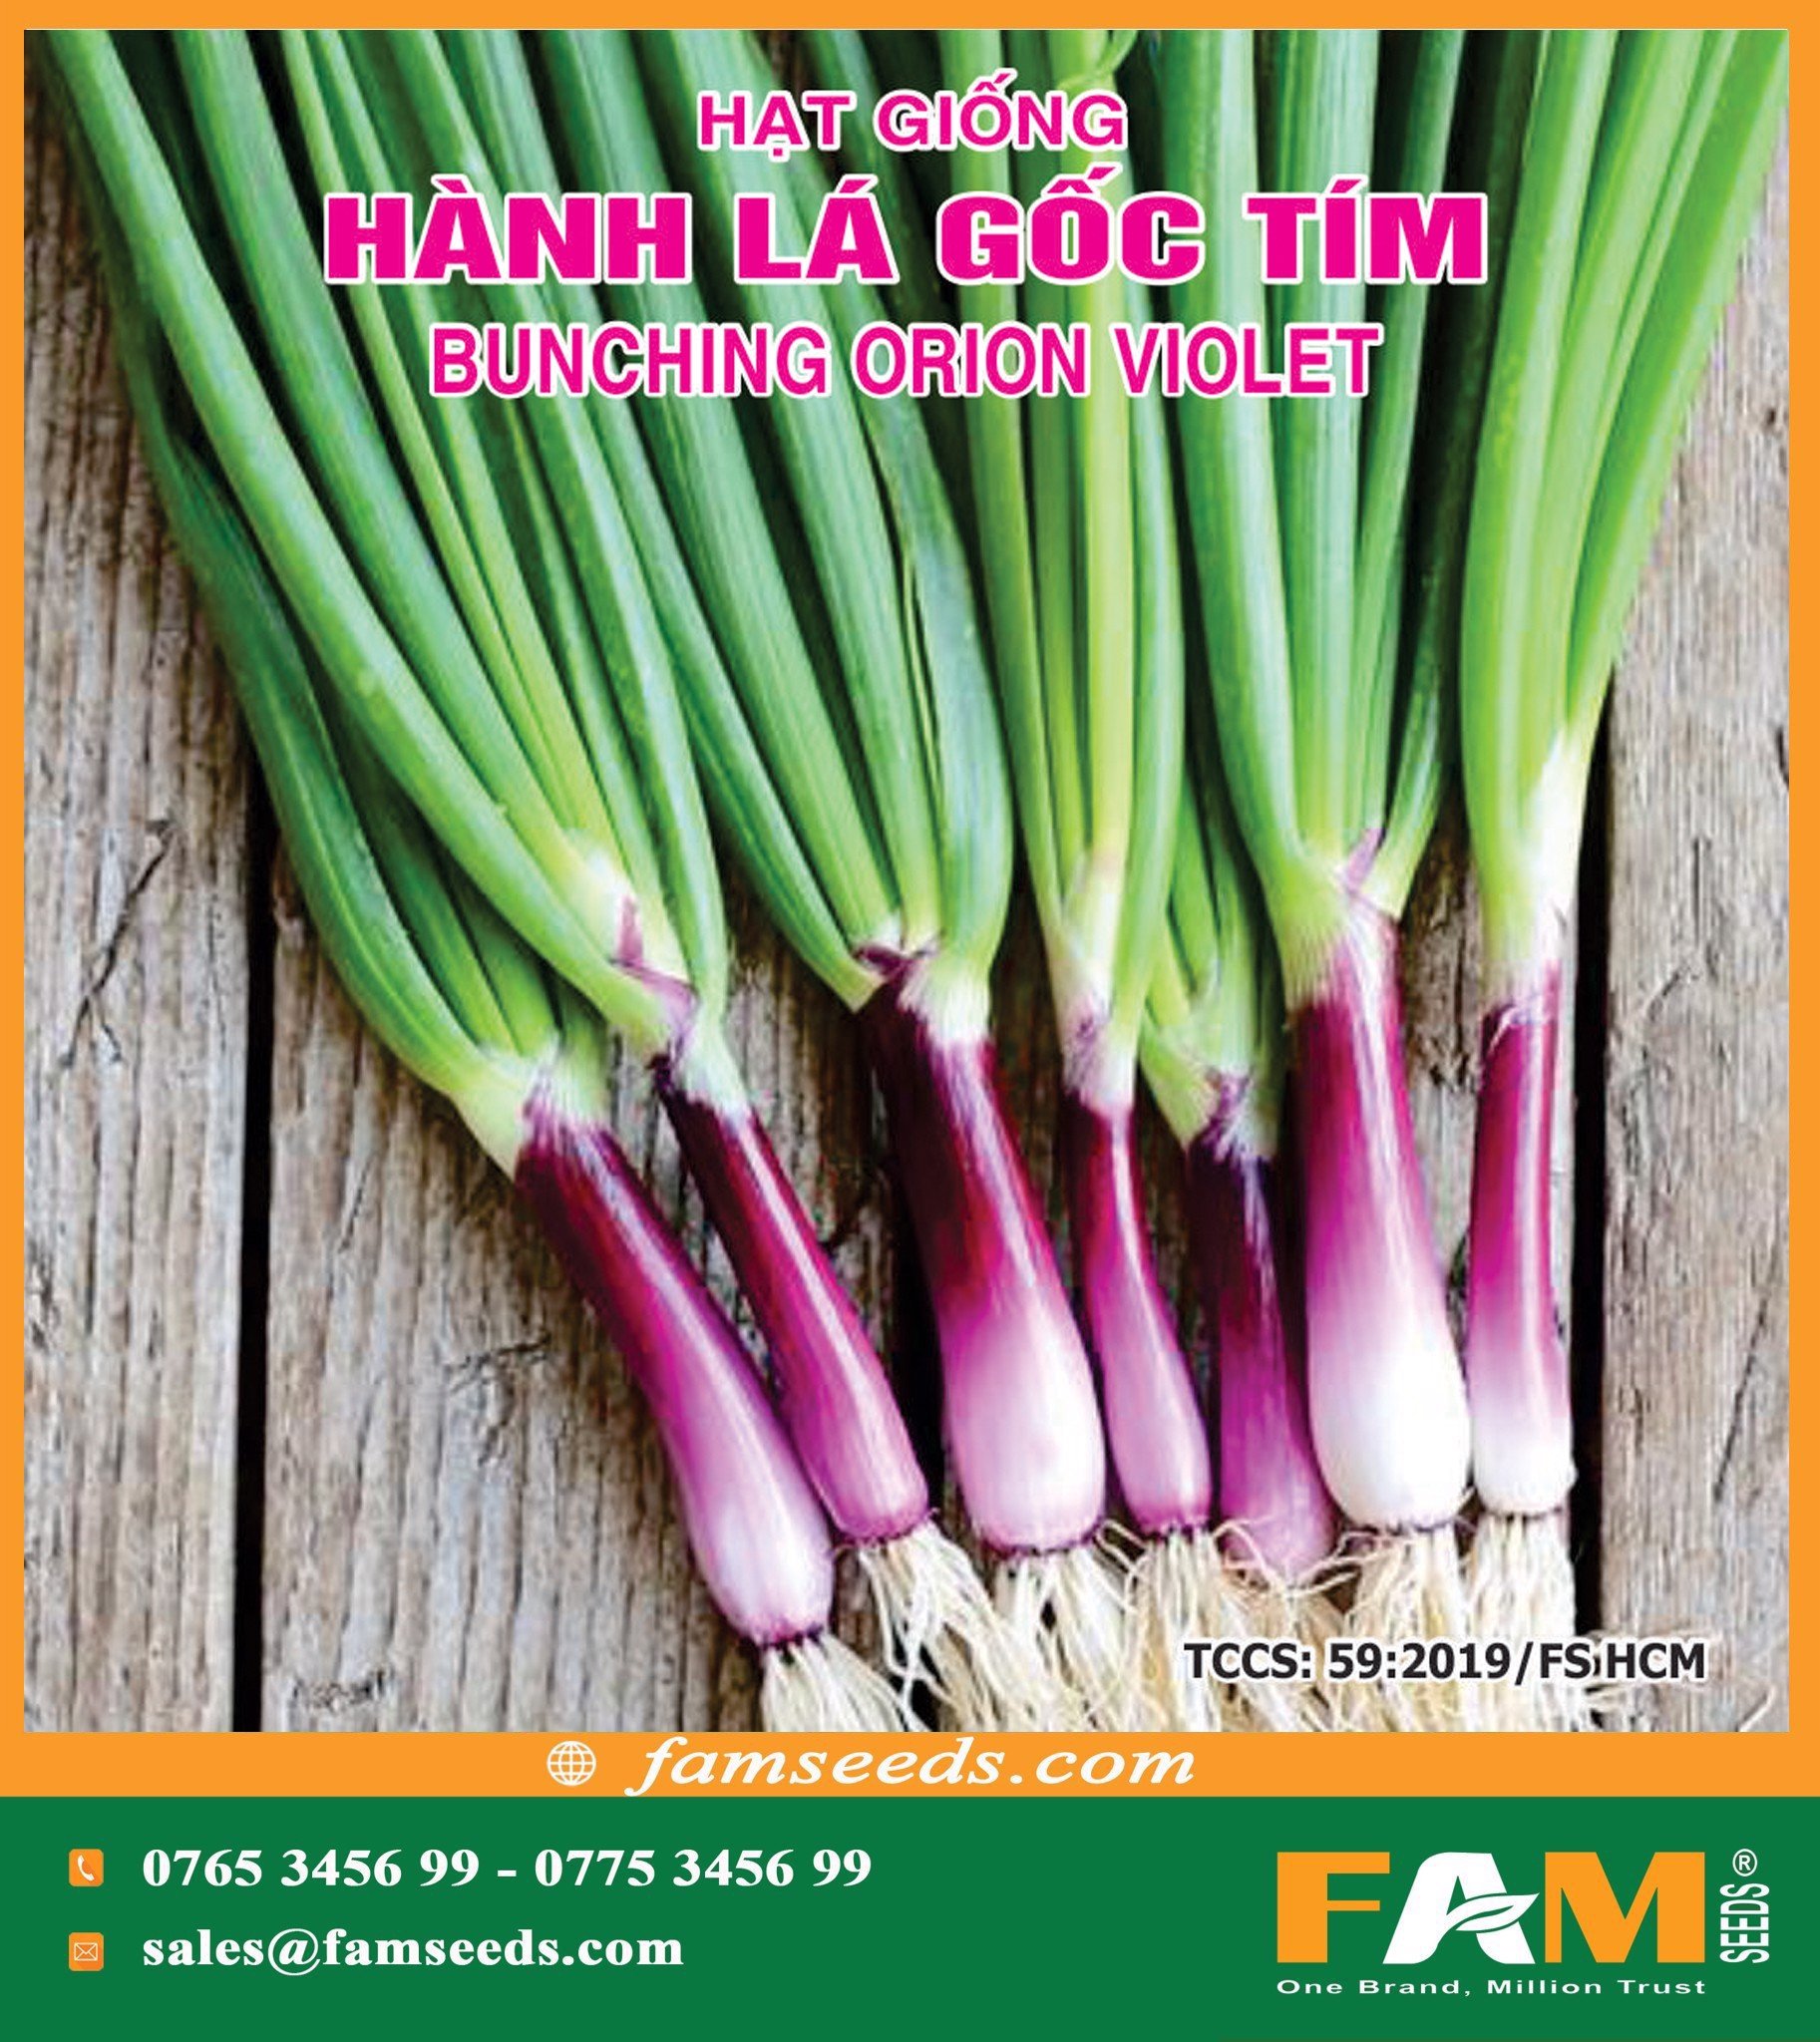 HẠT GIỐNG
HÀNH LÁ GỐC TÍM
BUNCHING ORION VIOLET
TCCS: 59:2019/FS HCM
famseeds.com
0765 3456 99 - 0775 3456 99
sales@famseeds.com
FAM SEEDS®
One Brand, Million Trust